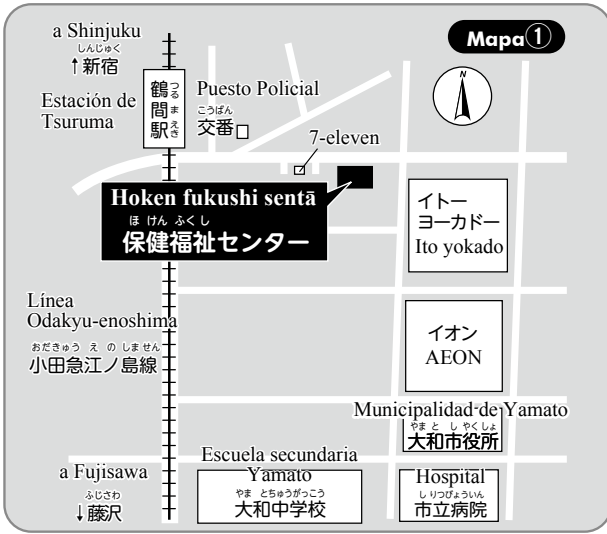 Mapa①
a Shinjuku
しんじゅく
↑新宿
Estación de
Tsuruma
つるまえき
鶴間駅
Puesto Policial
こうばん
交番
7-eleven
N
Hoken fukushi sentā
ほけんふくし
保健福祉センター
イトー
ヨーカドー
Ito yokado
Línea
Odakyu-enoshima
おだきゅうえのしません
小田急江ノ島線
イオン
AEON
Municipalidad de Yamato
やまとしやくしょ
大和市役所
a Fujisawa
ふじさわ
↓藤沢
Escuela secundaria
Yamato
やまとちゅうがっこう
大和中学校
Hospital
しりつびょういん
市立病院